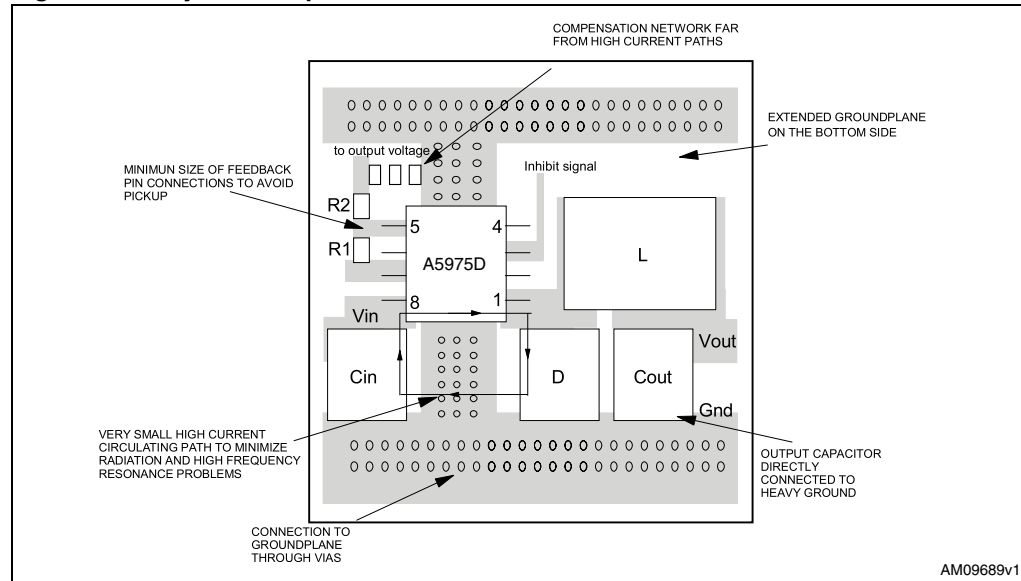 COMPENSATION NETWORK FAR
FROM HIGH CURRENT PATHS
EXTENDED GROUNDPLANE
ON THE BOTTOM SIDE
to output voltage
Inhibit signal
MINIMUN SIZE OF FEEDBACK
PIN CONNECTIONS TO AVOID
PICKUP
R2
5
4
R1
A5975D
L
8
1
Vin
Vout
Cin
D
Cout
Gnd
VERY SMALL HIGH CURRENT
CIRCULATING PATH TO MINIMIZE
RADIATION AND HIGH FREQUENCY
RESONANCE PROBLEMS
OUTPUT CAPACITOR
DIRECTLY
CONNECTED TO
HEAVY GROUND
CONNECTION TO
GROUNDPLANE
THROUGH VIAS
AM09689v1